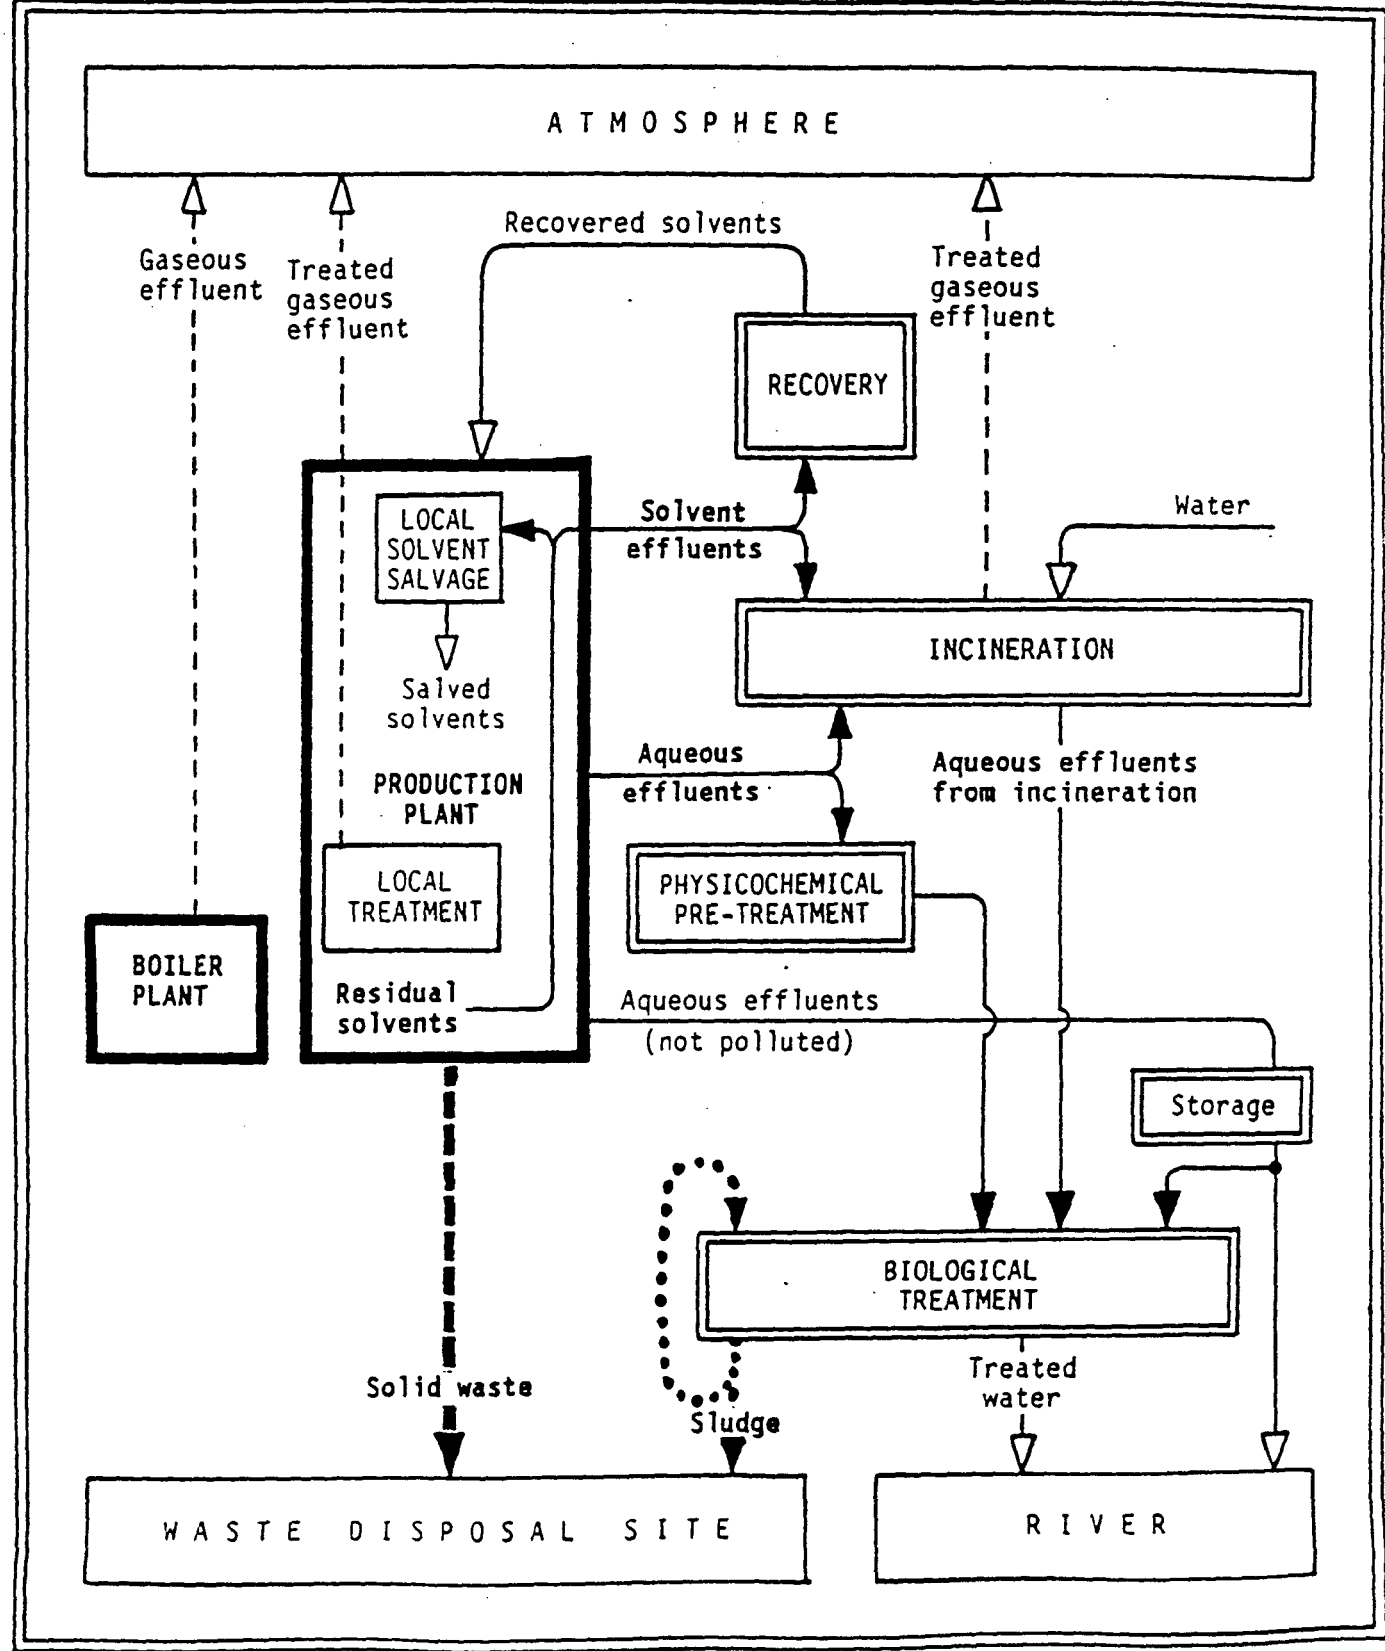 ATMOSPHERE
Recovered solvents
Gaseous
effluent
Treated
gaseous
effluent
Treated
gaseous
effluent
RECOVERY
LOCAL
SOLVENT
SALVAGE
Solvent
effluents
Water
INCINERATION
Salved
solvents
Aqueous
effluents
Aqueous effluents
from incineration
PRODUCTION
PLANT
LOCAL
TREATMENT
PHYSICOCHEMICAL
PRE-TREATMENT
BOILER
PLANT
Residual
solvents
Aqueous effluents
(not polluted)
Storage
BIOLOGICAL
TREATMENT
Treated
water
Solid waste
Sludge
WASTE DISPOSAL SITE
RIVER